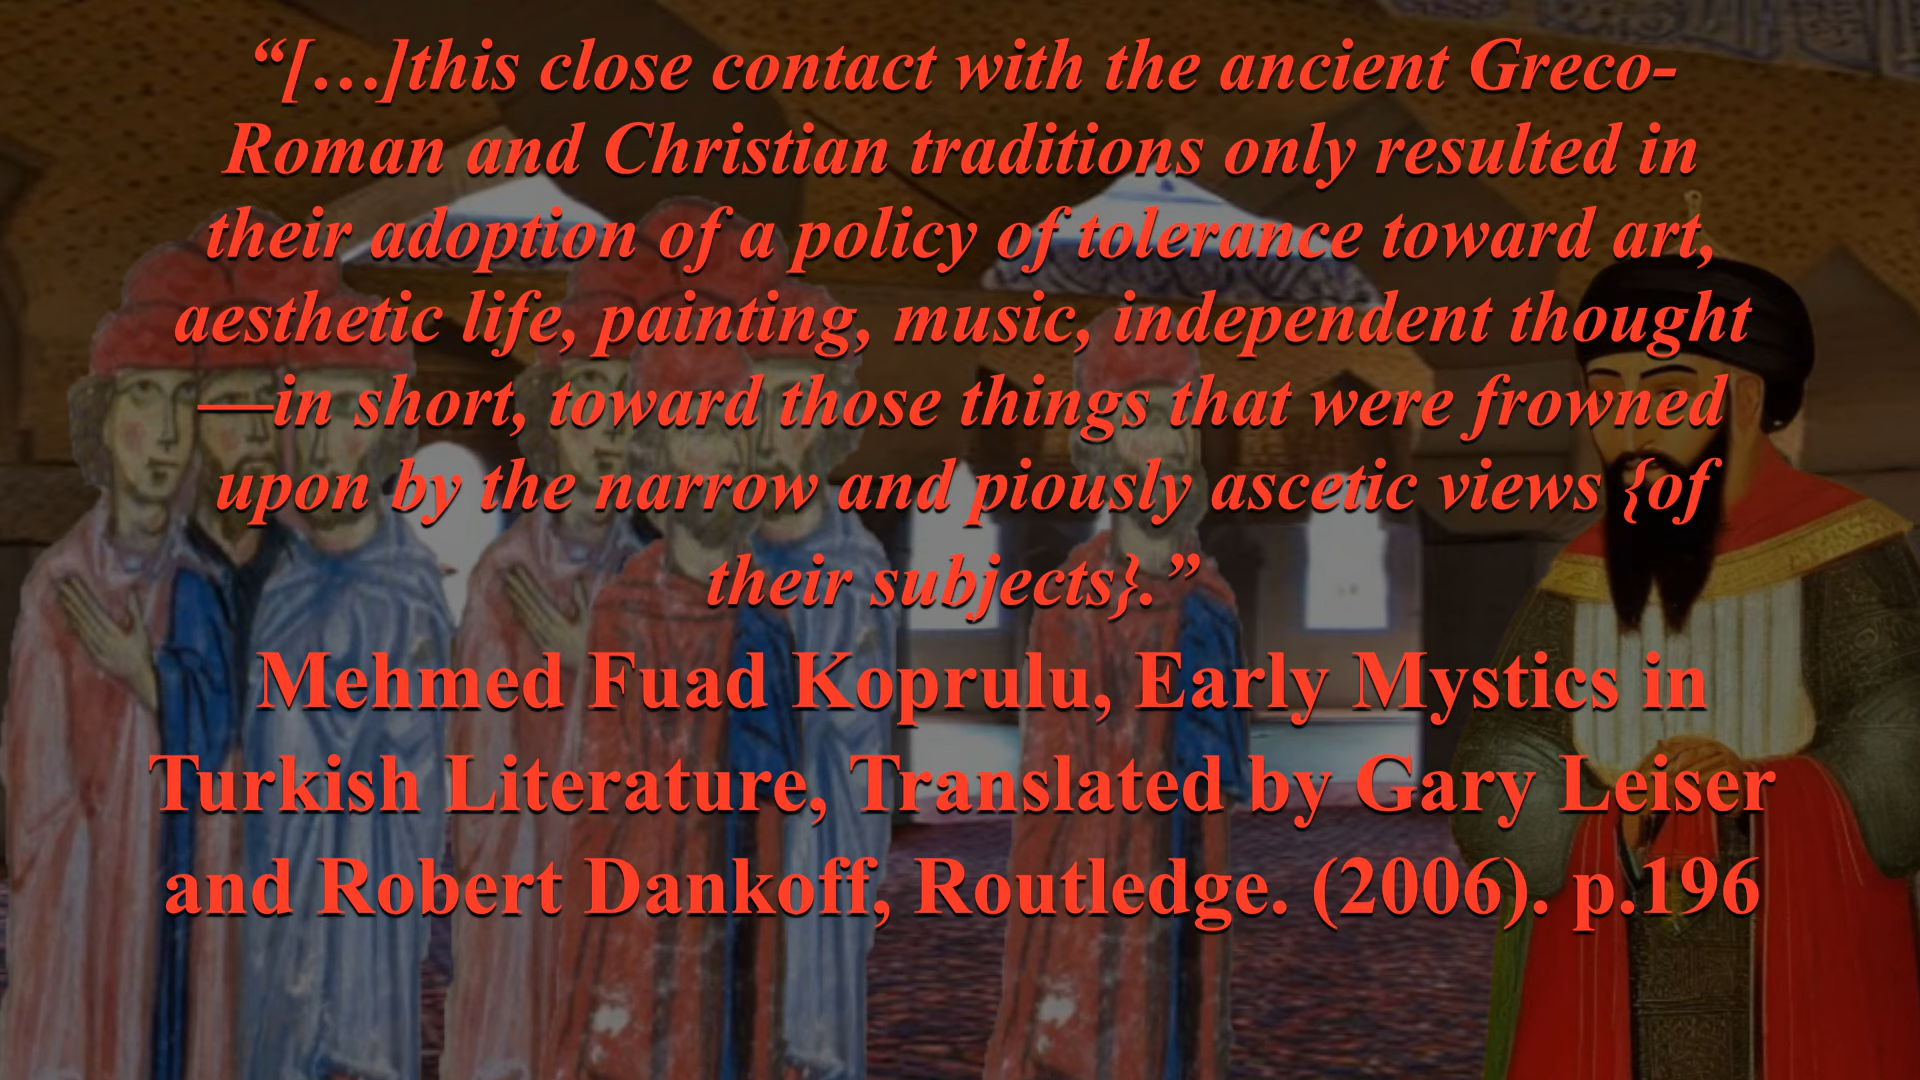 “[…]this close contact with the ancient Greco-
Roman and Christian traditions only resulted in
their adoption of a policy of tolerance toward art,
aesthetic life, painting, music, independent thought
—in short, toward those things that were frowned
upon by the narrow and piously ascetic views {of
their subjects}.”
Mehmed Fuad Koprulu, Early Mystics in
Turkish Literature, Translated by Gary Leiser
and Robert Dankoff, Routledge. (2006). p.196